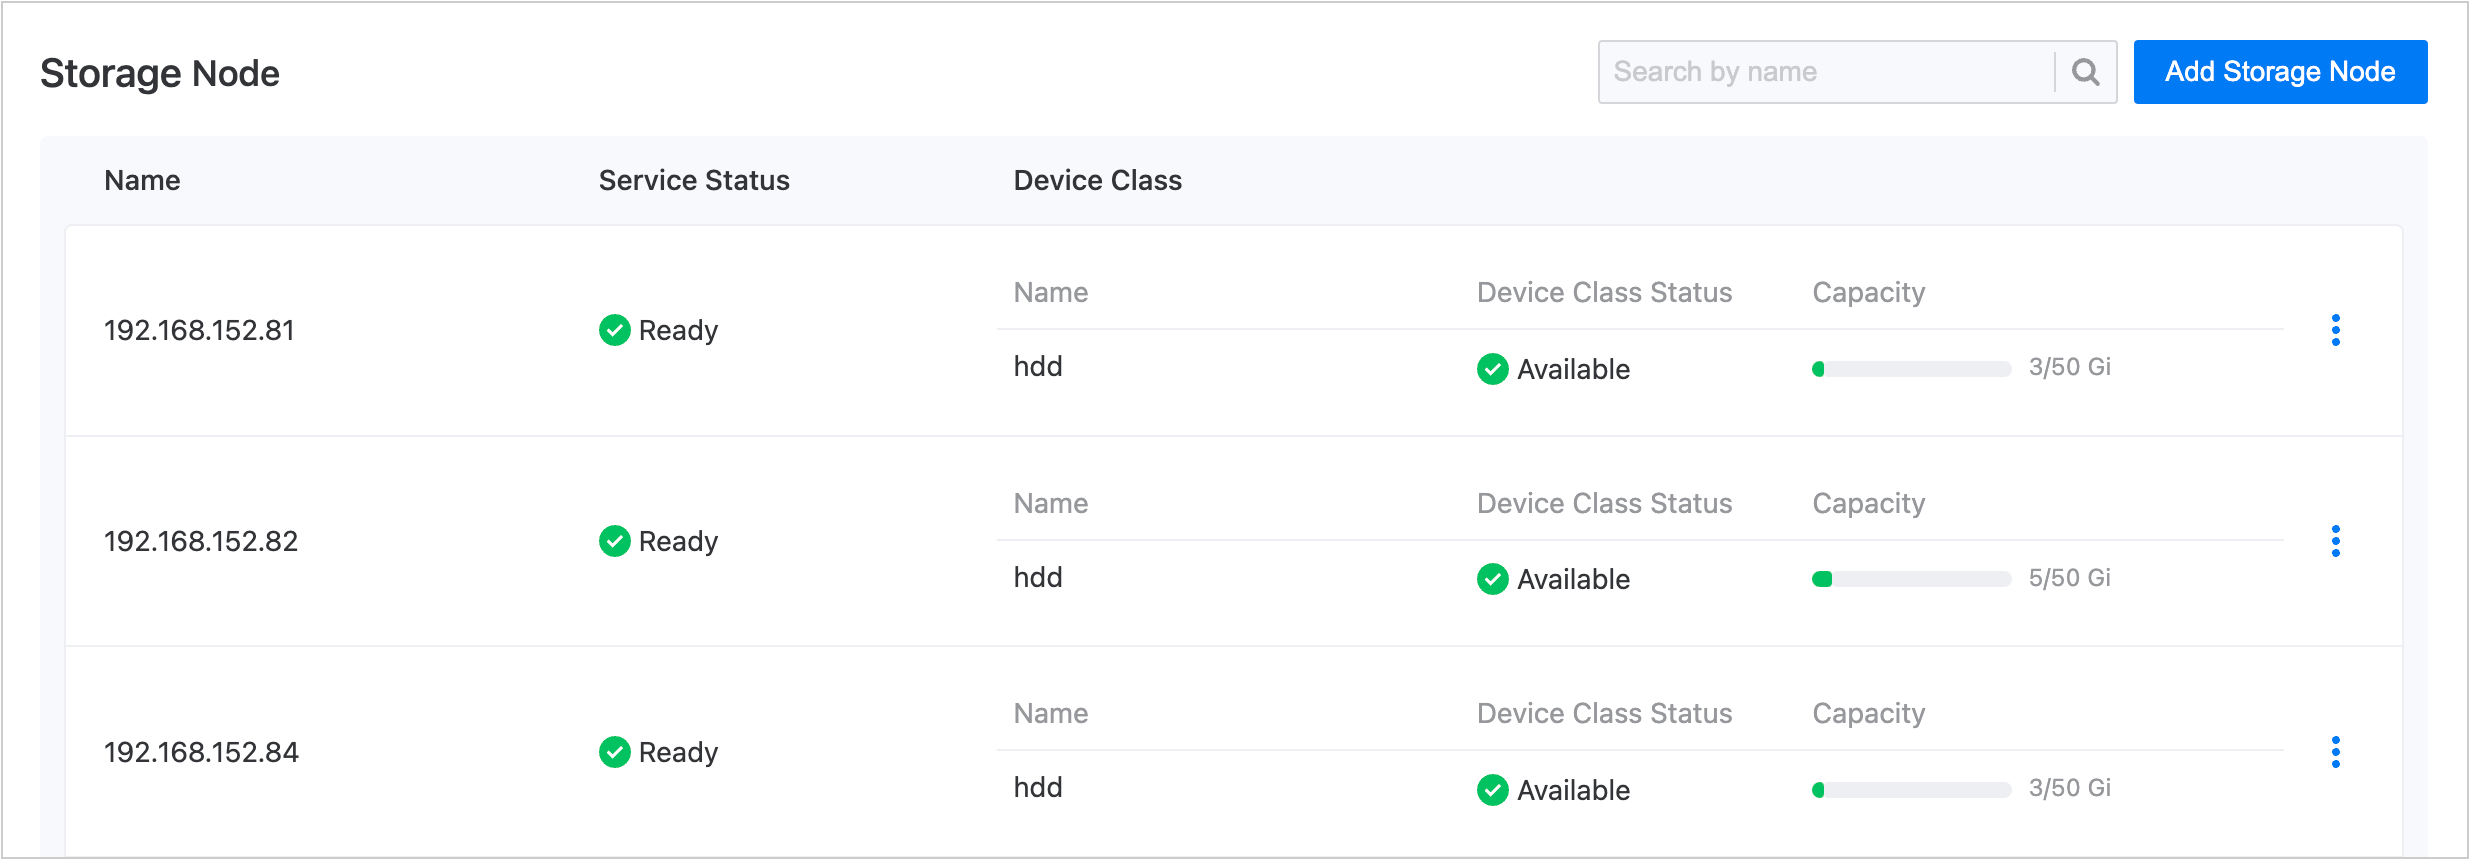 Storage Node
Search by name
Add Storage Node
Name Service Status Device Class
Name Device Class Status Capacity
192.168.152.81 Ready
hdd Available 3/50 Gi
Name Device Class Status Capacity
192.168.152.82 Ready
hdd Available 5/50 Gi
Name Device Class Status Capacity
192.168.152.84 Ready
hdd Available 3/50 Gi